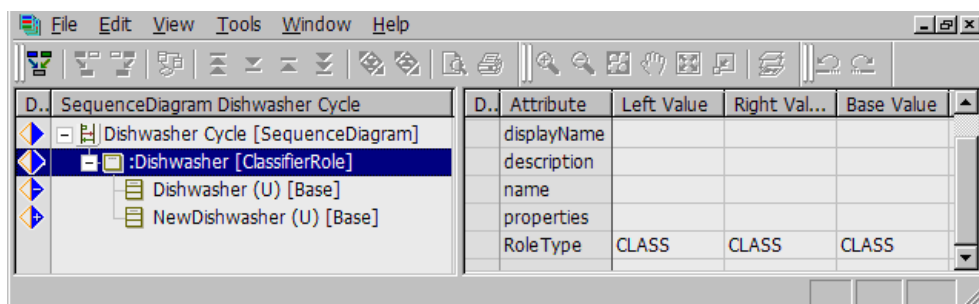 File Edit View Tools Window Help
D.. SequenceDiagram Dishwasher Cycle
Dishwasher Cycle [SequenceDiagram]
:Dishwasher [ClassifierRole]
Dishwasher (U) [Base]
NewDishwasher (U) [Base]
D.. Attribute Left Value Right Val... Base Value
displayName
description
name
properties
RoleType CLASS CLASS CLASS